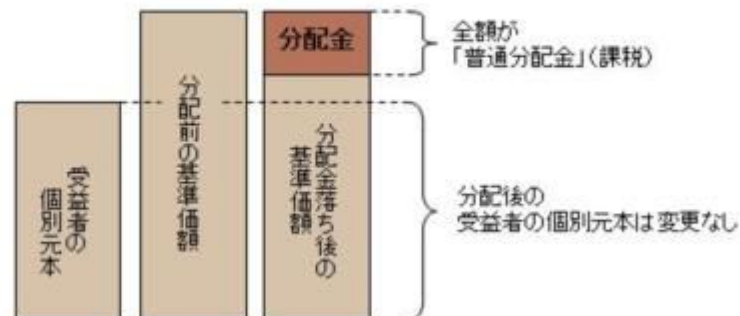 受益者の
個別元本
分配前の基準価額
分配金
分配金落ち後の
基準価額
全額が
「普通分配金」(課税)
分配後の
受益者の個別元本は変更なし